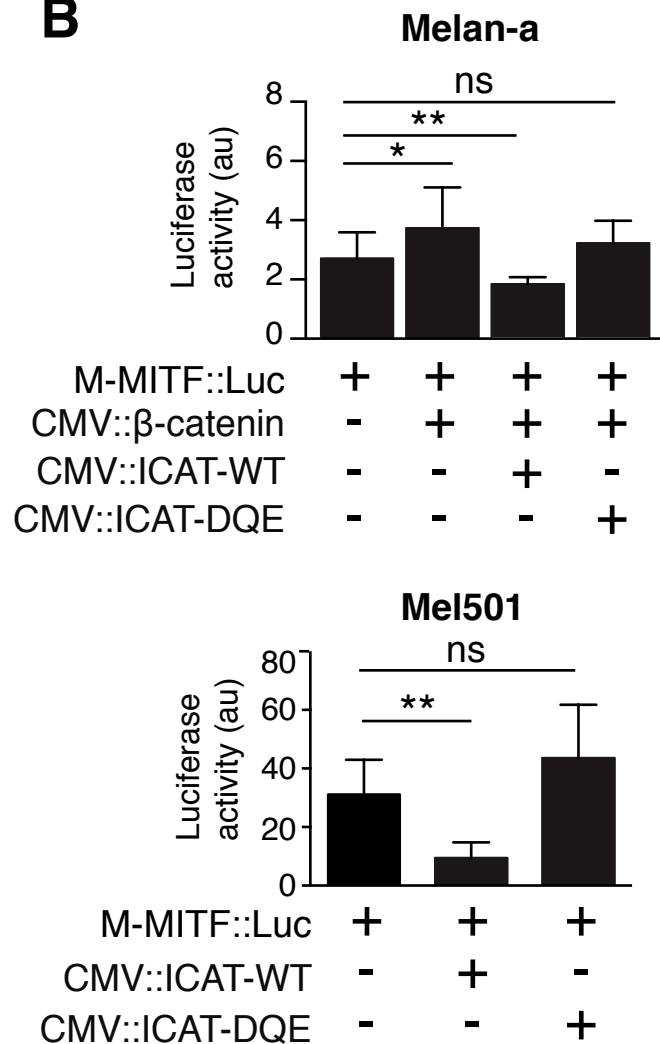 B
Melan-a
ns
**
*
8
6
4
2
0
Luciferase
activity (au)
M-MITF::Luc + + + +
CMV::β-catenin - + + +
CMV::ICAT-WT - - + -
CMV::ICAT-DQE - - - +
Mel501
ns
**
80
60
40
20
0
Luciferase
activity (au)
M-MITF::Luc + + +
CMV::ICAT-WT - + -
CMV::ICAT-DQE - - +